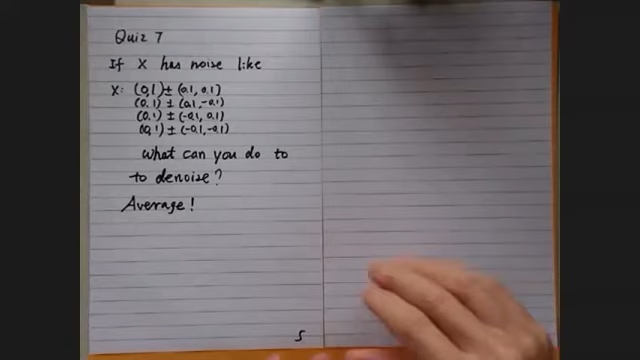 Quiz 7
If X has noise like
X: (0,1) ± (0.1, 0.1)
(0,1) ± (0.1, -0.1)
(0,1) ± (-0.1, 0.1)
(0,1) ± (-0.1, -0.1)
what can you do to
to denoise?
Average!
5